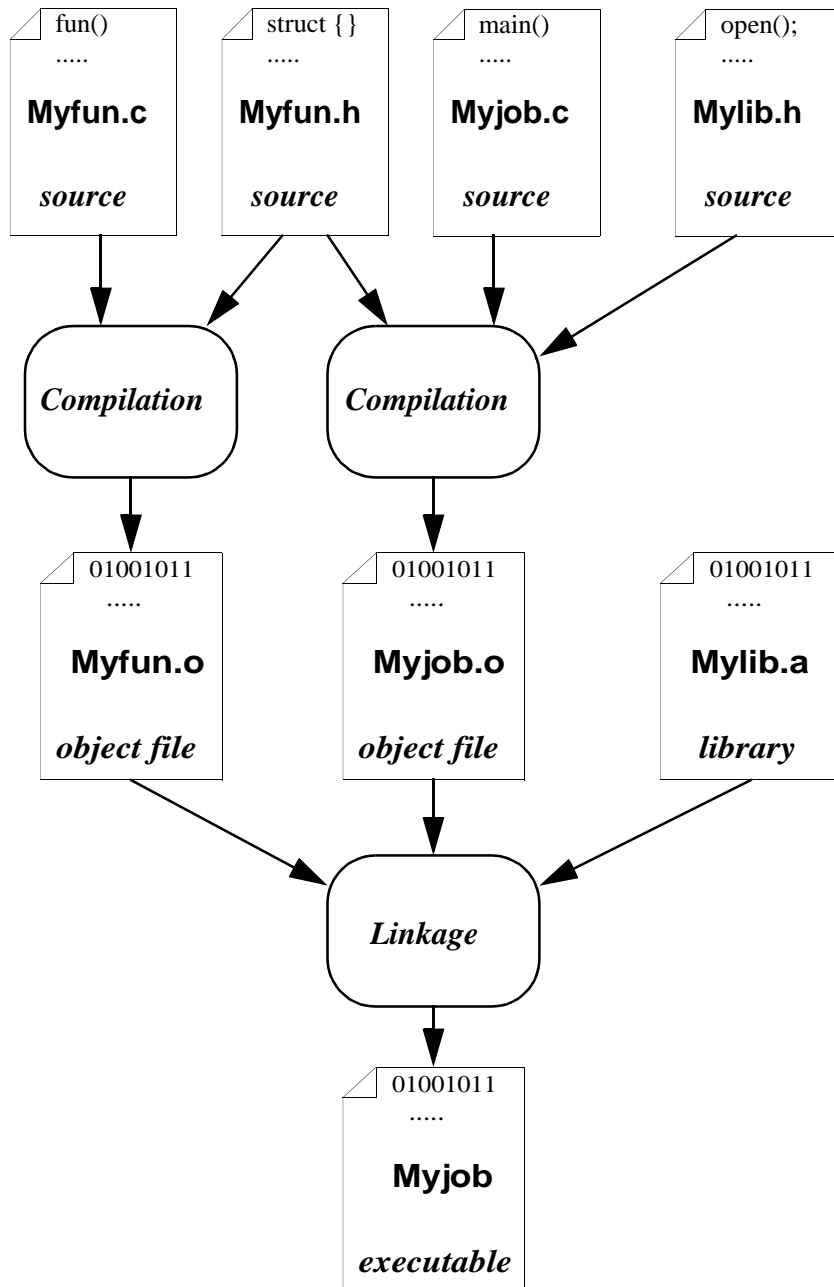 fun()
.....
Myfun.c
source
struct {}
.....
Myfun.h
source
main()
.....
Myjob.c
source
open();
.....
Mylib.h
source
Compilation
Compilation
01001011
.....
Myfun.o
object file
01001011
.....
Myjob.o
object file
01001011
.....
Mylib.a
library
Linkage
01001011
.....
Myjob
executable